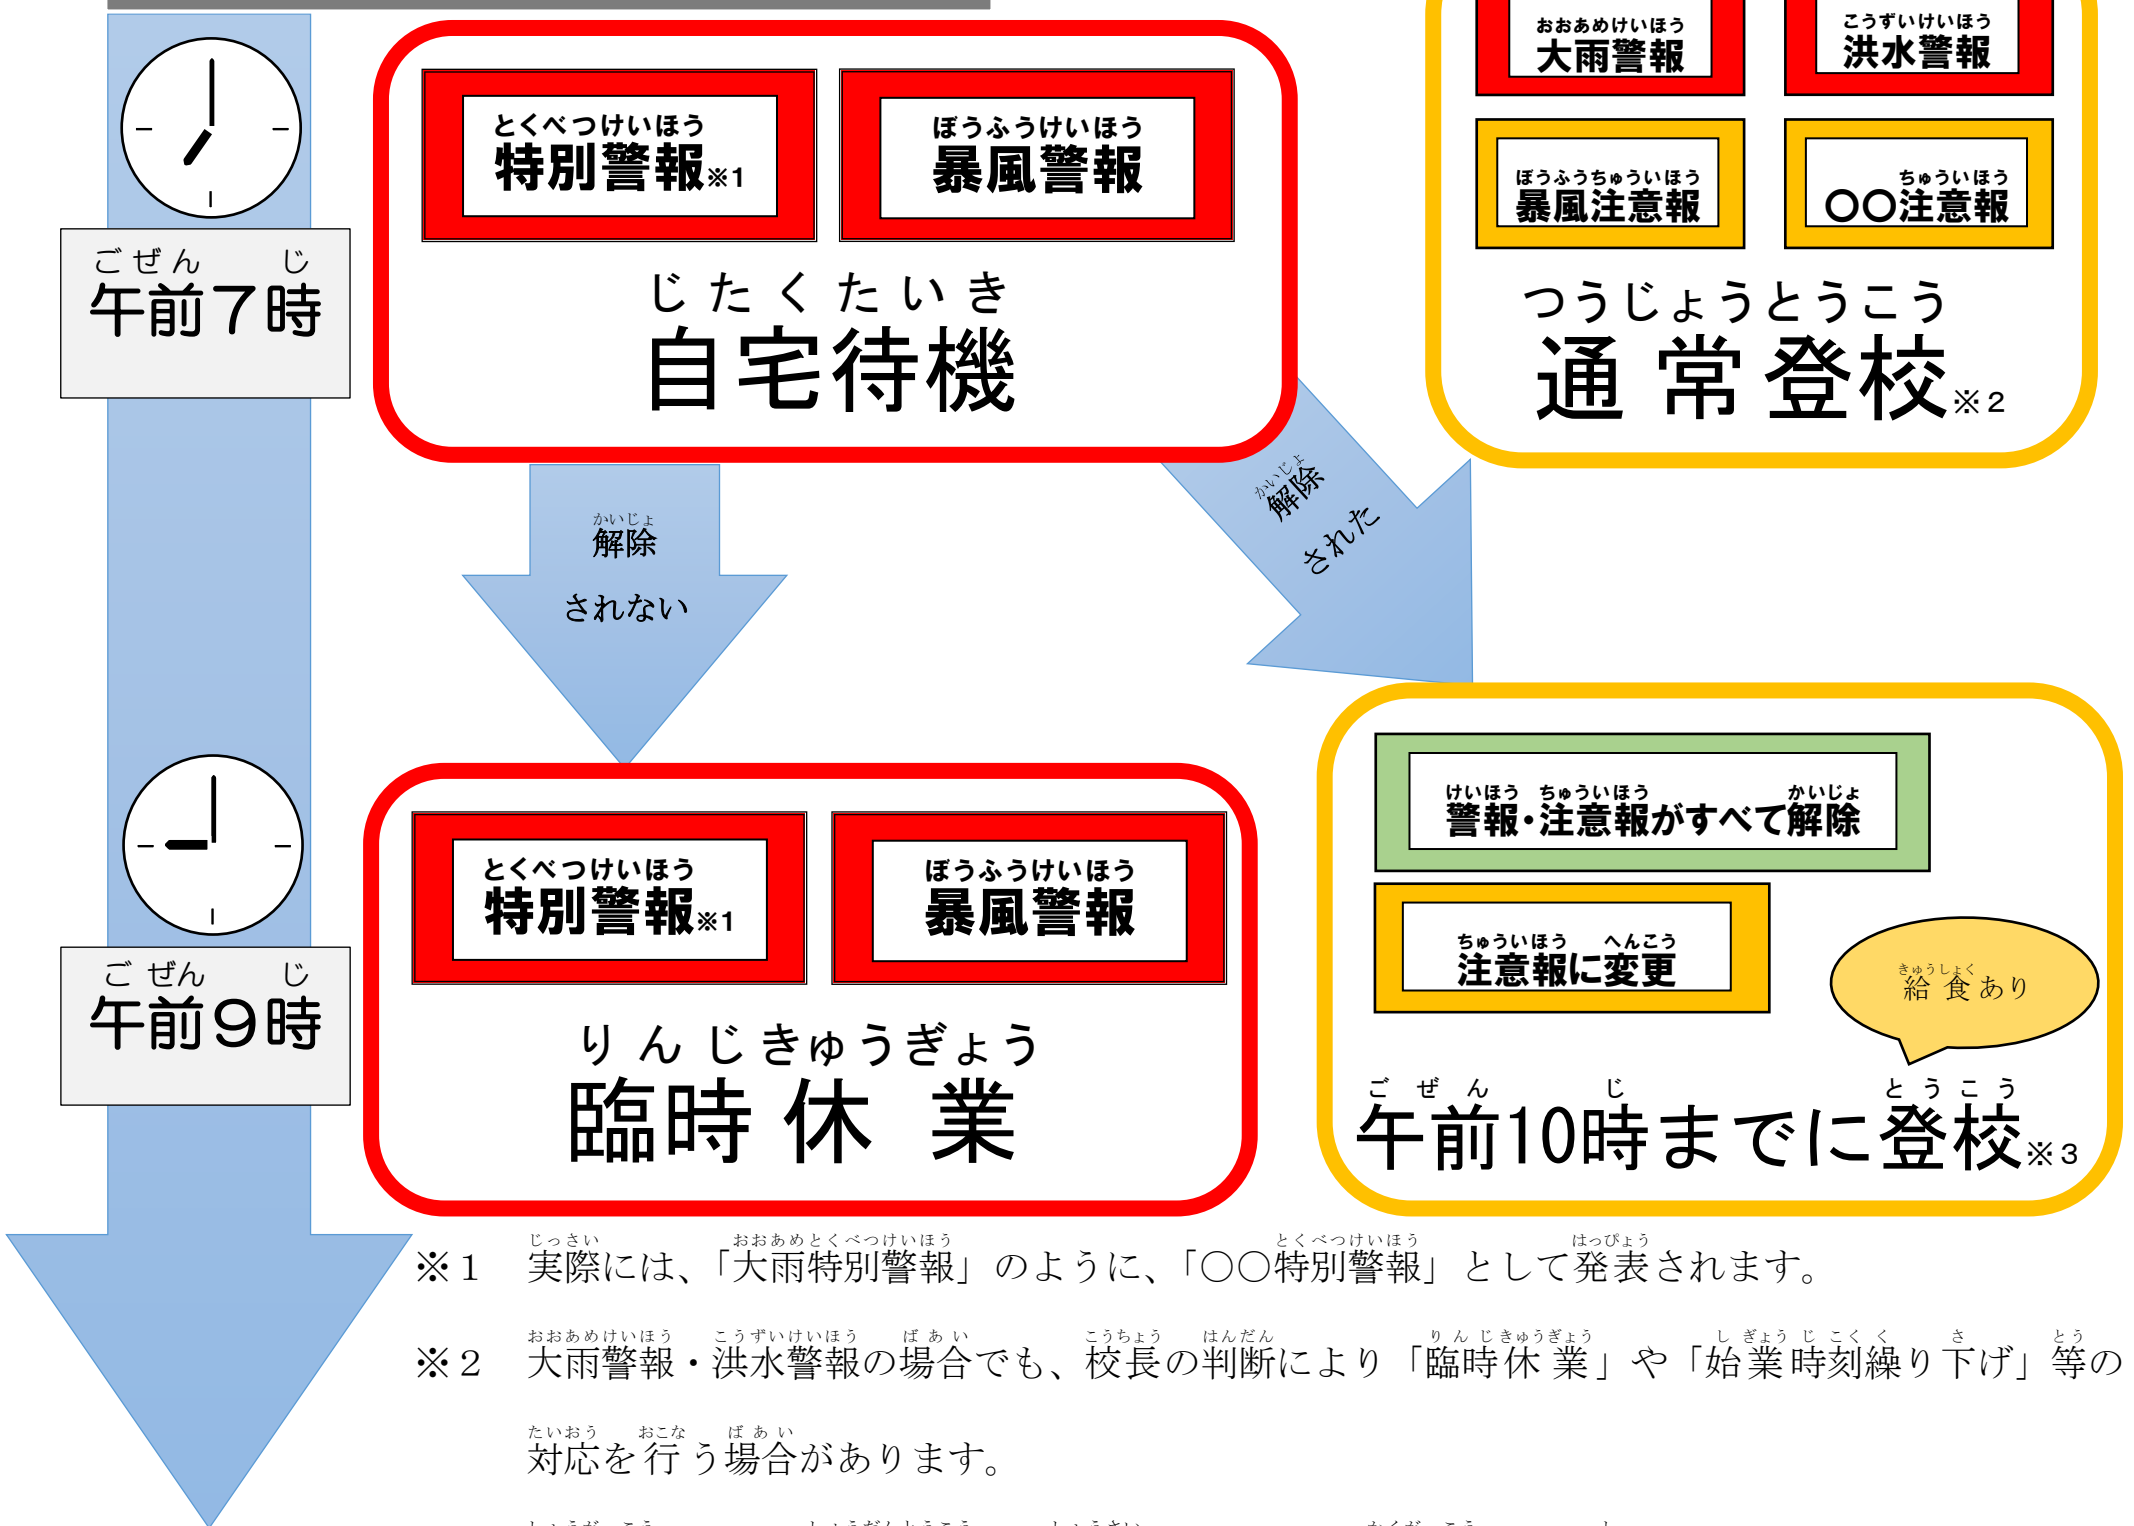 おおあめけいほう
大雨警報
こうずいけいほう
洪水警報
とくべつけいほう
特別警報※1
ぼうふうけいほう
暴風警報
ぼうふうちゅういほう
暴風注意報
ちゅういほう
〇〇注意報
ごぜん じ
午前7時
じたくたいき
自宅待機
つうじょうとうこう
通常登校※2
かいじょ
解除
されない
かいじょ
解除
された
とくべつけいほう
特別警報※1
ぼうふうけいほう
暴風警報
けいほう ちゅういほう かいじょ
警報・注意報がすべて解除
ちゅういほう へんこう
注意報に変更
きゅうしょく
給食あり
ごぜん じ
午前9時
りんじきゅうぎょう
臨時休業
ごぜん じ とうこう
午前10時までに登校※3
じっさい おおあめとくべつけいほう とくべつけいほう はっぴょう
※1 実際には、「大雨特別警報」のように、「〇〇特別警報」として発表されます。
おおあめけいほう こうずいけいほう ばあい こうちょう はんだん りんじきゅうぎょう しぎょうじこくく さ とう
※2 大雨警報・洪水警報の場合でも、校長の判断により「臨時休業」や「始業時刻繰り下げ」等の
たいおう おこな ばあい
対応を行う場合があります。